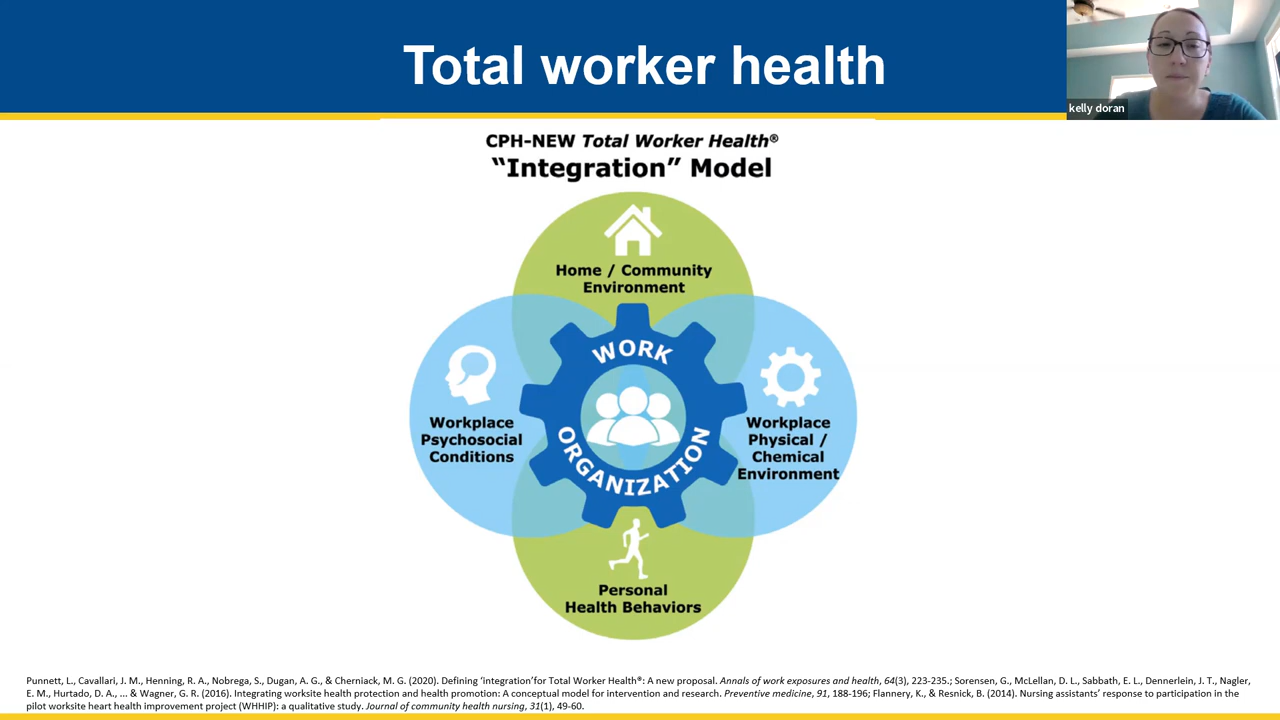 Total worker health
kelly doran
CPH-NEW Total Worker Health®
“Integration” Model
Home / Community
Environment
WORK
ORGANIZATION
Workplace
Psychosocial
Conditions
Workplace
Physical /
Chemical
Environment
Personal
Health Behaviors
Punnett, L., Cavallari, J. M., Henning, R. A., Nobrega, S., Dugan, A. G., & Cherniack, M. G. (2020). Defining ‘integration’for Total Worker Health®: A new proposal. Annals of work exposures and health, 64(3), 223-235.; Sorensen, G., McLellan, D. L., Sabbath, E. L., Dennerlein, J. T., Nagler,
E. M., Hurtado, D. A., ... & Wagner, G. R. (2016). Integrating worksite health protection and health promotion: A conceptual model for intervention and research. Preventive medicine, 91, 188-196; Flannery, K., & Resnick, B. (2014). Nursing assistants’ response to participation in the
pilot worksite heart health improvement project (WHHIP): a qualitative study. Journal of community health nursing, 31(1), 49-60.